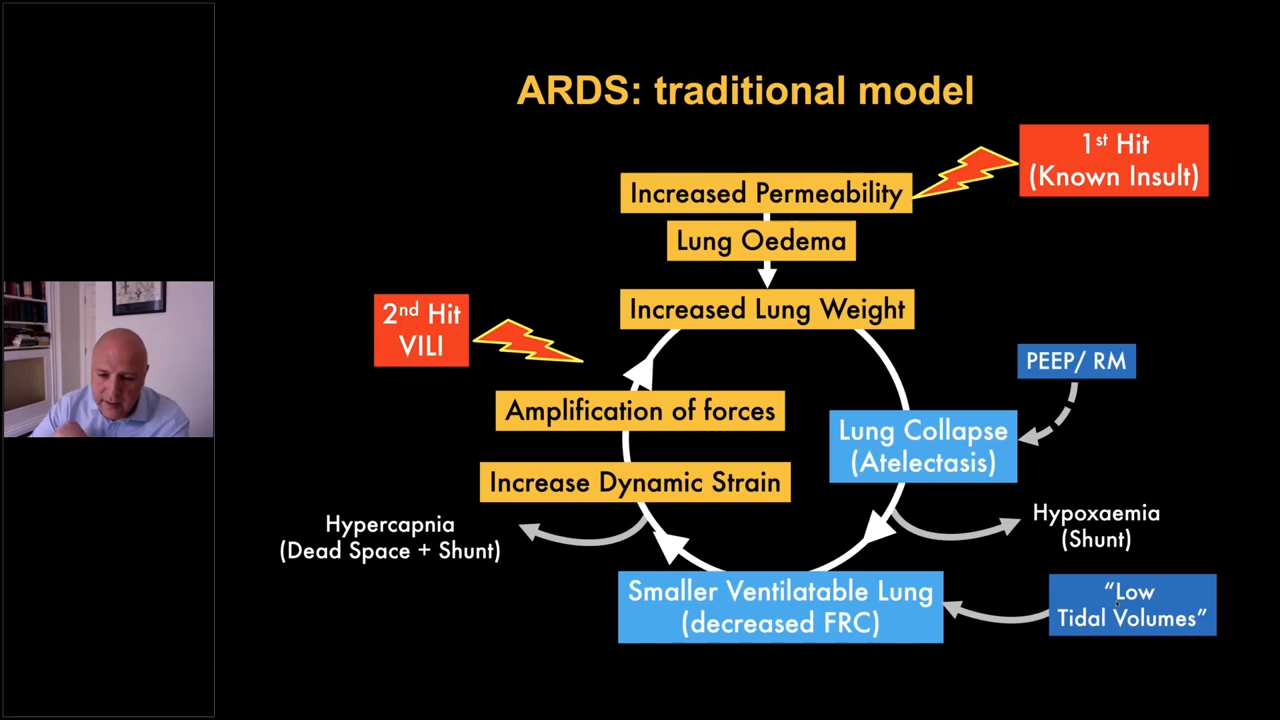 ARDS: traditional model
1st Hit
(Known Insult)
Increased Permeability
Lung Oedema
Increased Lung Weight
2nd Hit
VILI
PEEP/ RM
Amplification of forces
Lung Collapse
(Atelectasis)
Increase Dynamic Strain
Hypercapnia
(Dead Space + Shunt)
Hypoxaemia
(Shunt)
Smaller Ventilatable Lung
(decreased FRC)
“Low
Tidal Volumes”